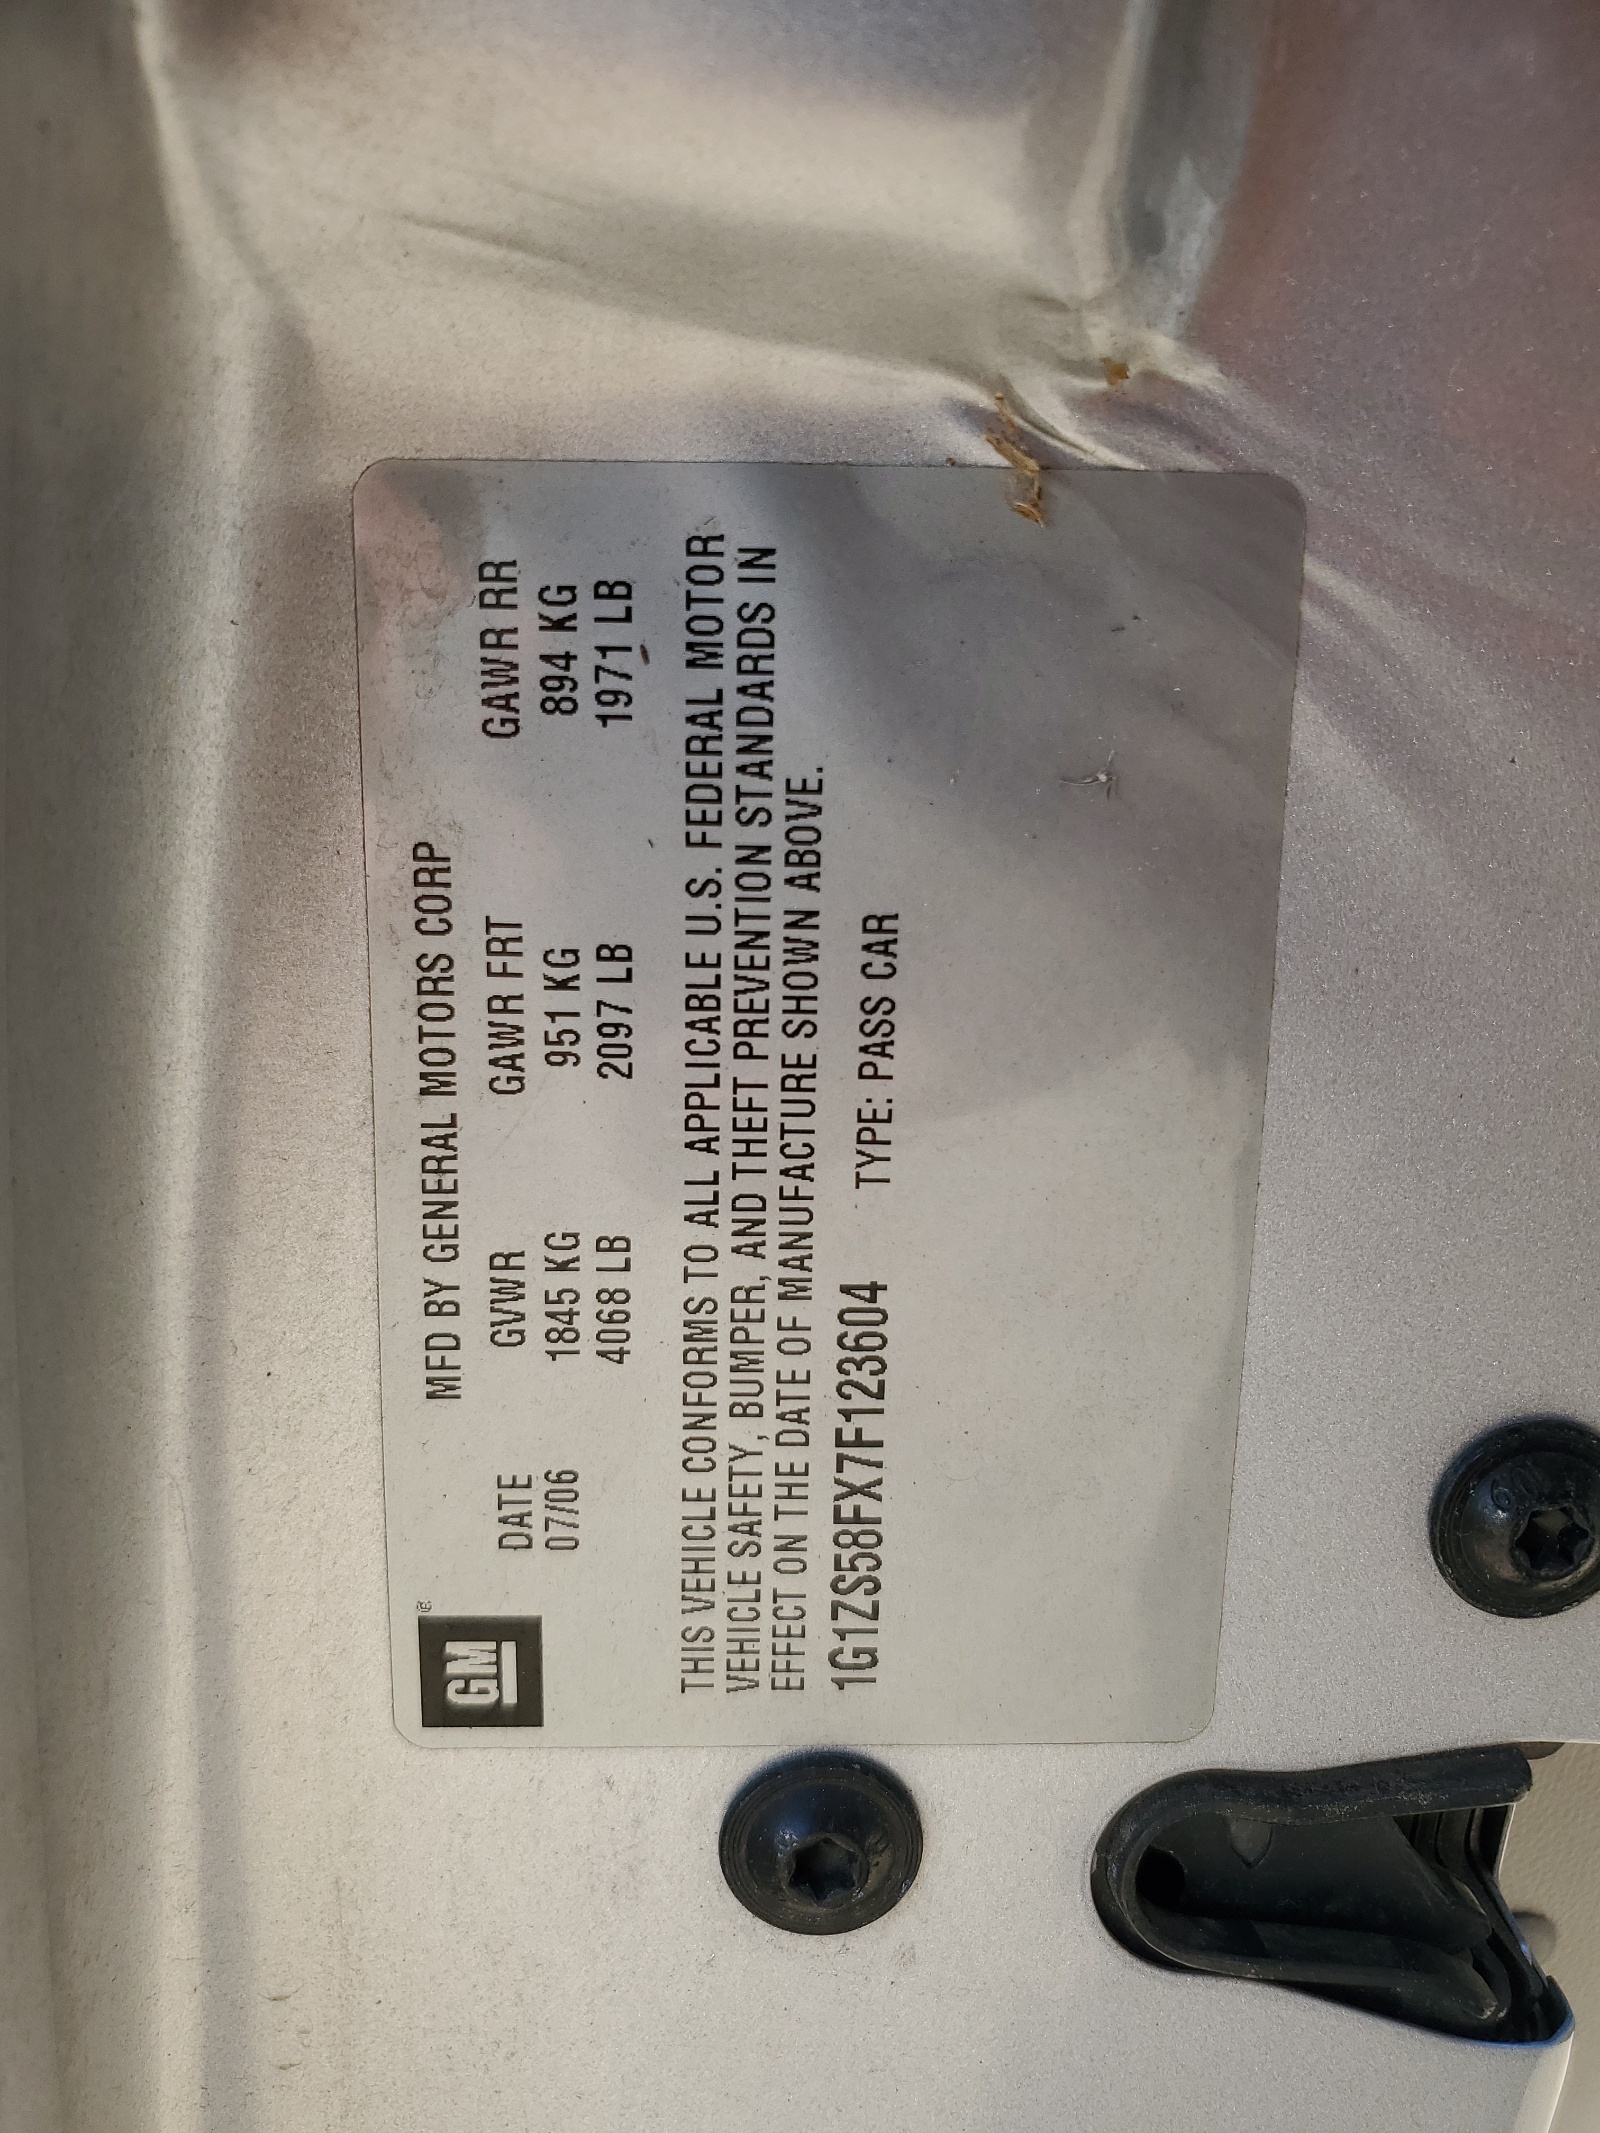 GM®
MFD BY GENERAL MOTORS CORP
DATE GVWR GAWR FRT GAWR RR
07/06 1845 KG 951 KG 894 KG
4068 LB 2097 LB 1971 LB
THIS VEHICLE CONFORMS TO ALL APPLICABLE U.S. FEDERAL MOTOR
VEHICLE SAFETY, BUMPER, AND THEFT PREVENTION STANDARDS IN
EFFECT ON THE DATE OF MANUFACTURE SHOWN ABOVE.
1G1ZS58FX7F123604 TYPE: PASS CAR